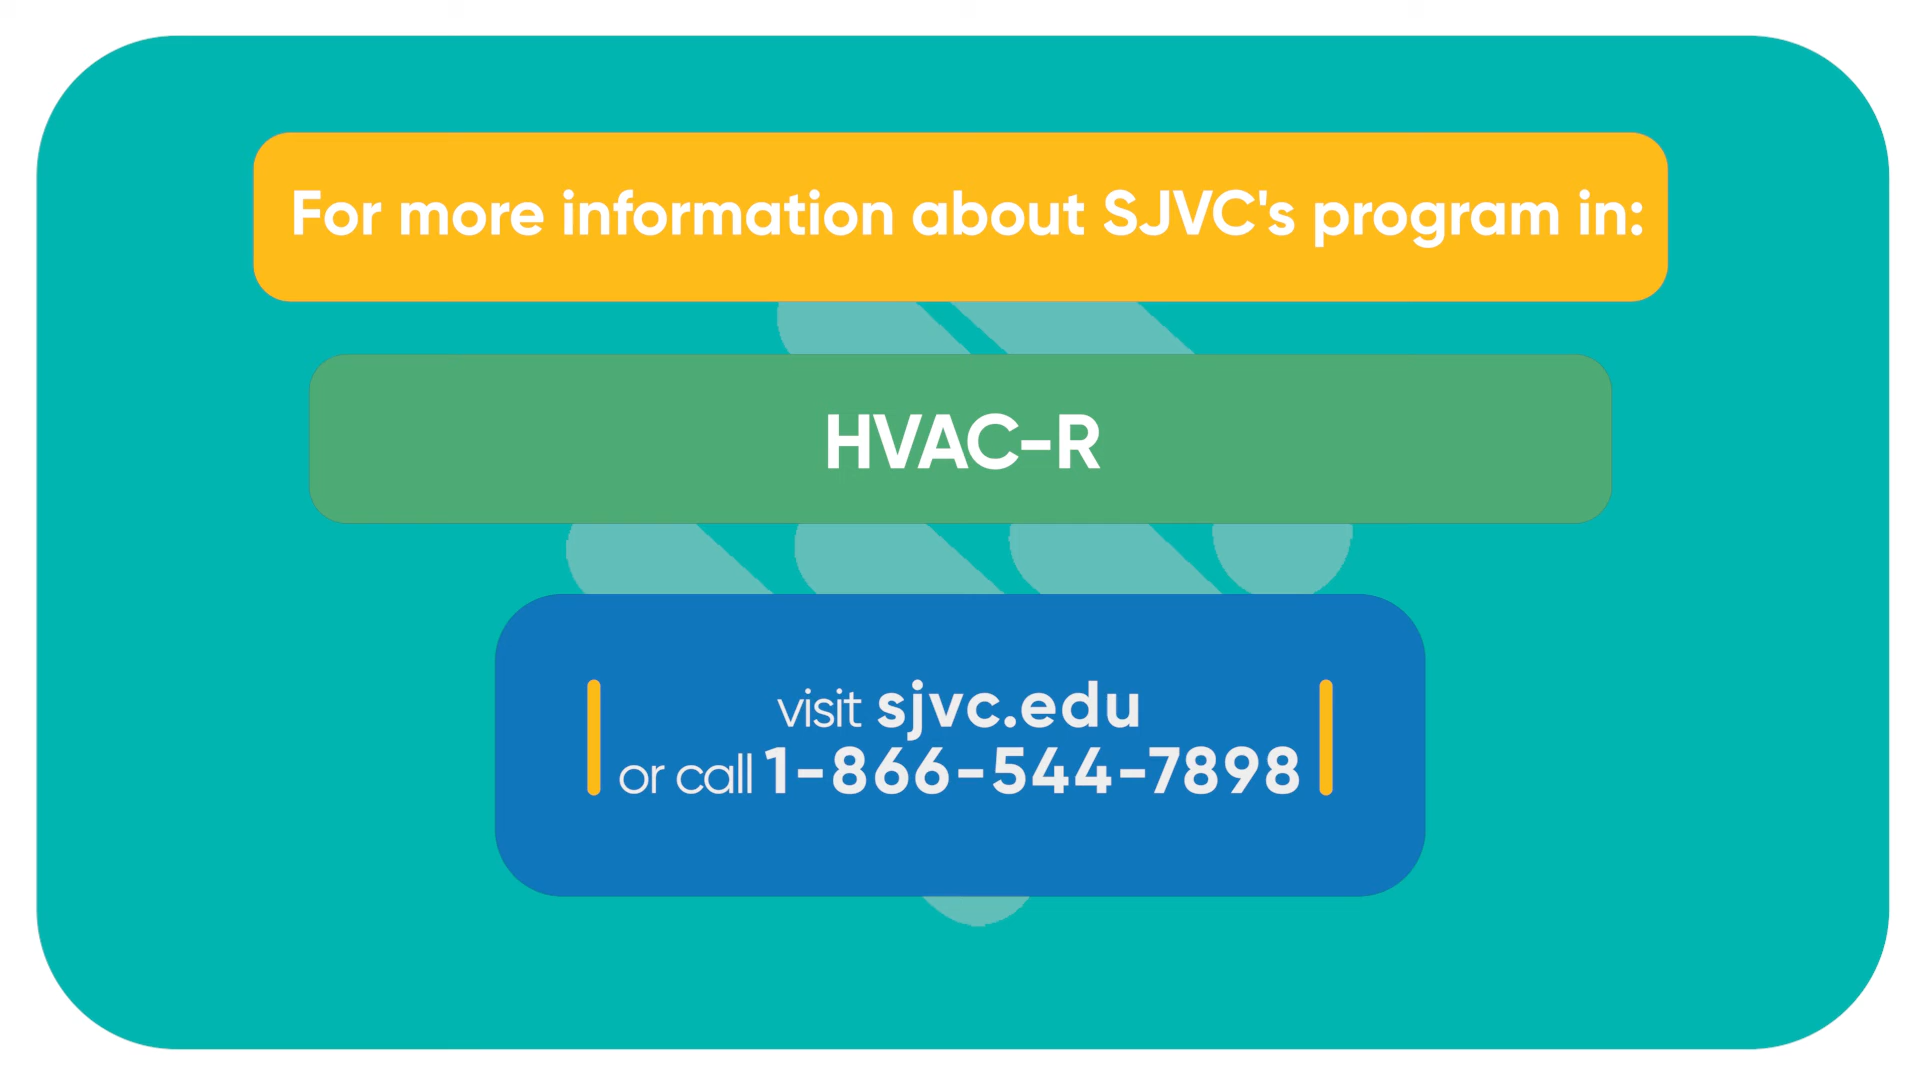 For more information about SJVC's program in:
HVAC-R
visit sjvc.edu
or call 1-866-544-7898